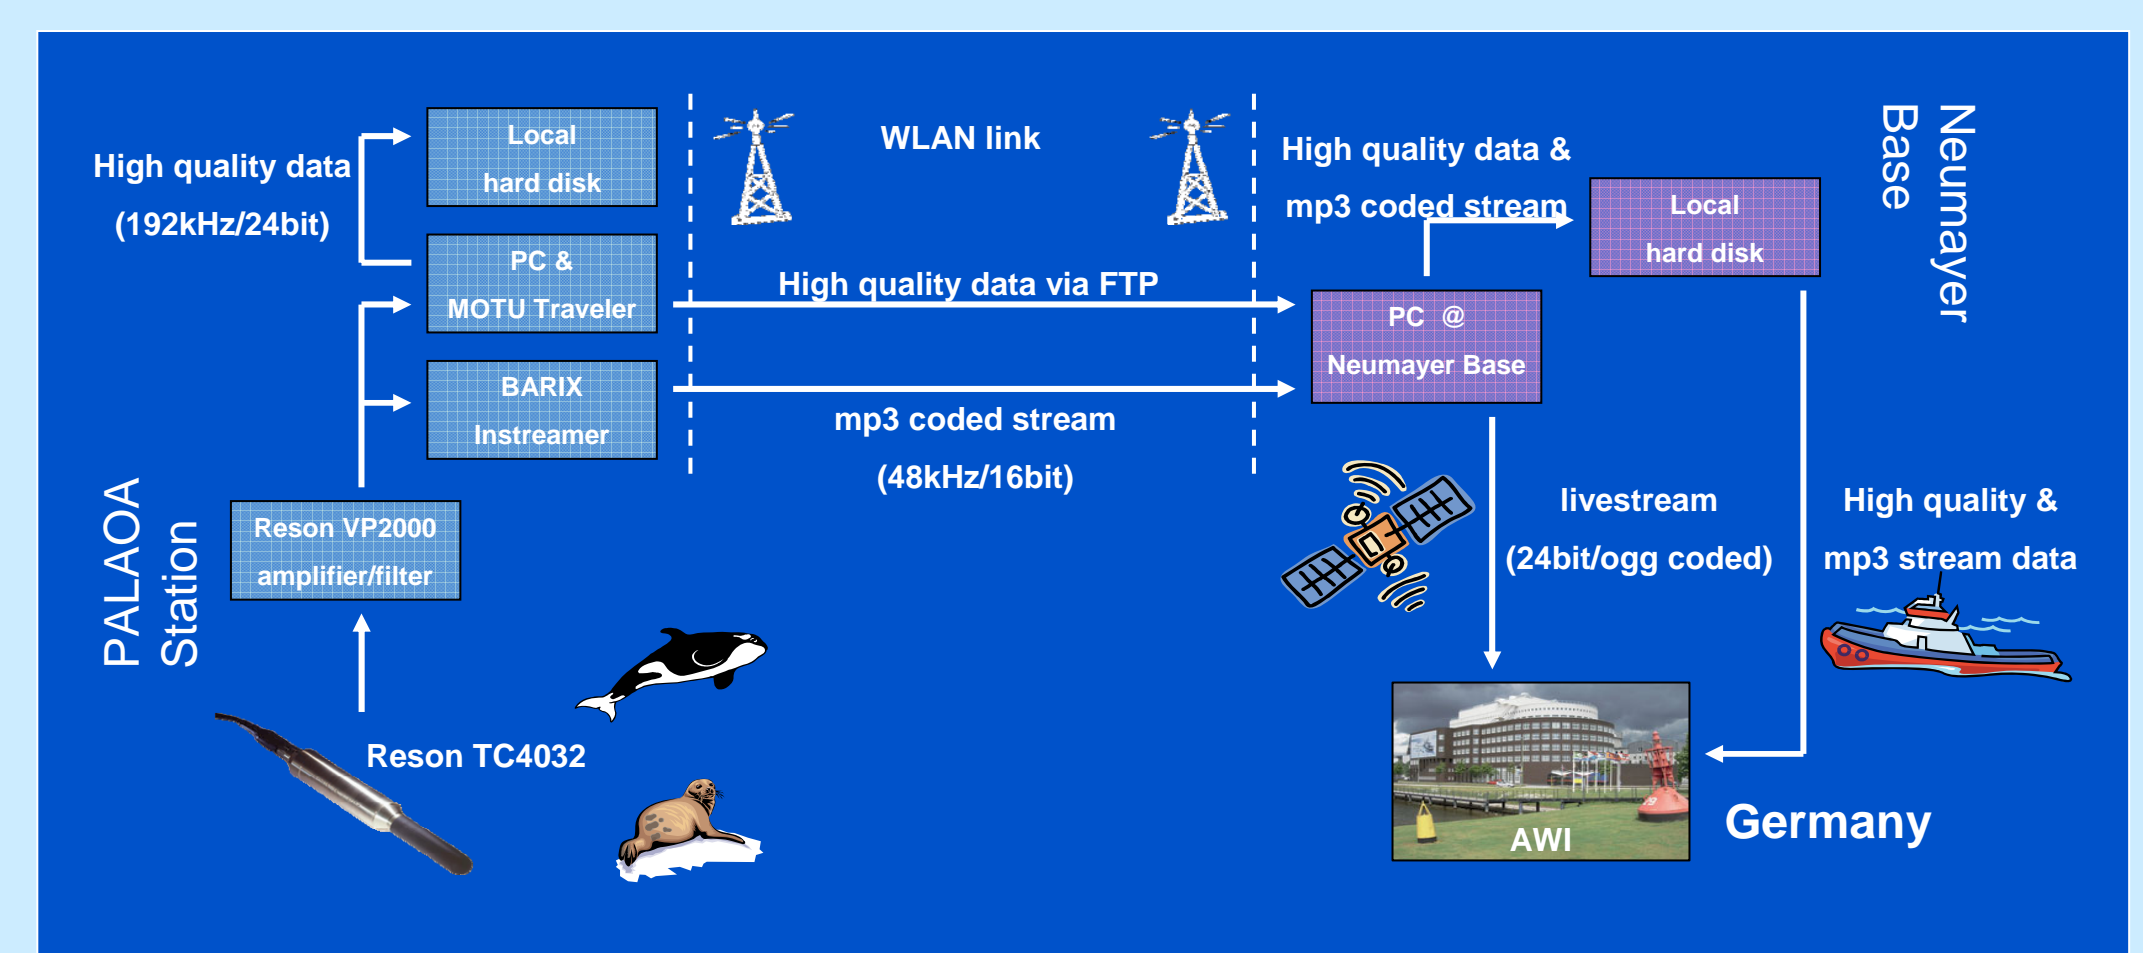 High quality data
(192kHz/24bit)
Local
hard disk
PC &
MOTU Traveler
BARIX
Instreamer
PALAOA
Station
Reson VP2000
amplifier/filter
Reson TC4032
WLAN link
High quality data via FTP
mp3 coded stream
(48kHz/16bit)
High quality data &
mp3 coded stream
Local
hard disk
Neumayer
Base
PC @
Neumayer Base
livestream
(24bit/ogg coded)
High quality &
mp3 stream data
AWI
Germany